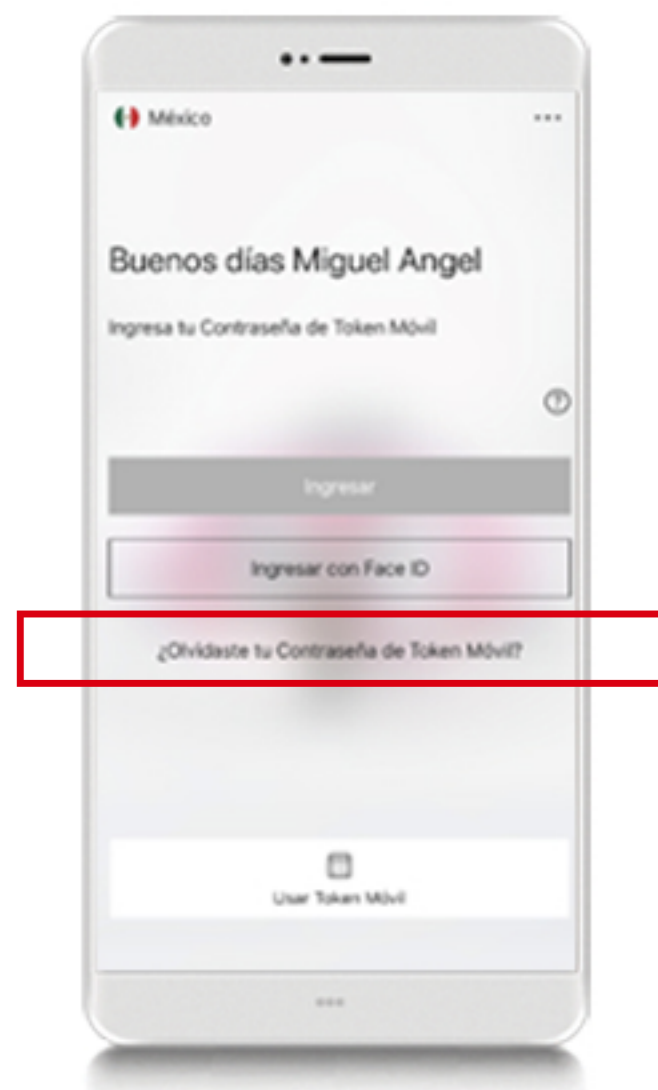 México
Buenos días Miguel Angel
Ingresa tu Contraseña de Token Móvil
Ingresar
Ingresar con Face ID
¿Olvidaste tu Contraseña de Token Móvil?
Usar Token Móvil